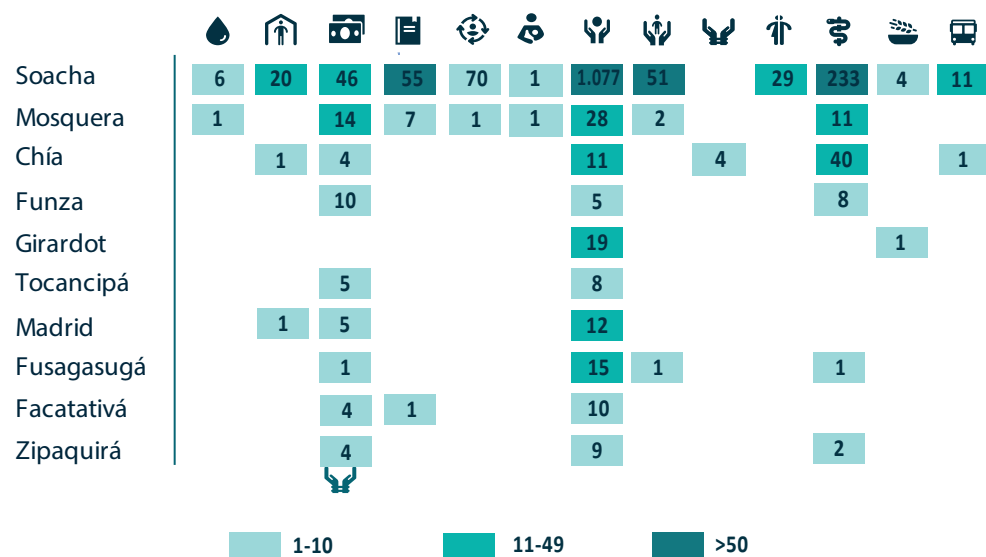 Soacha 6 20 46 55 70 1 1.077 51 29 233 4 11
Mosquera 1 14 7 1 1 28 2 11
Chía 1 4 11 4 40 1
Funza 10 5 8
Girardot 19 1
Tocancipá 5 8
Madrid 1 5 12
Fusagasugá 1 15 1 1
Facatativá 4 1 10
Zipaquirá 4 9 2
1-10 11-49 >50